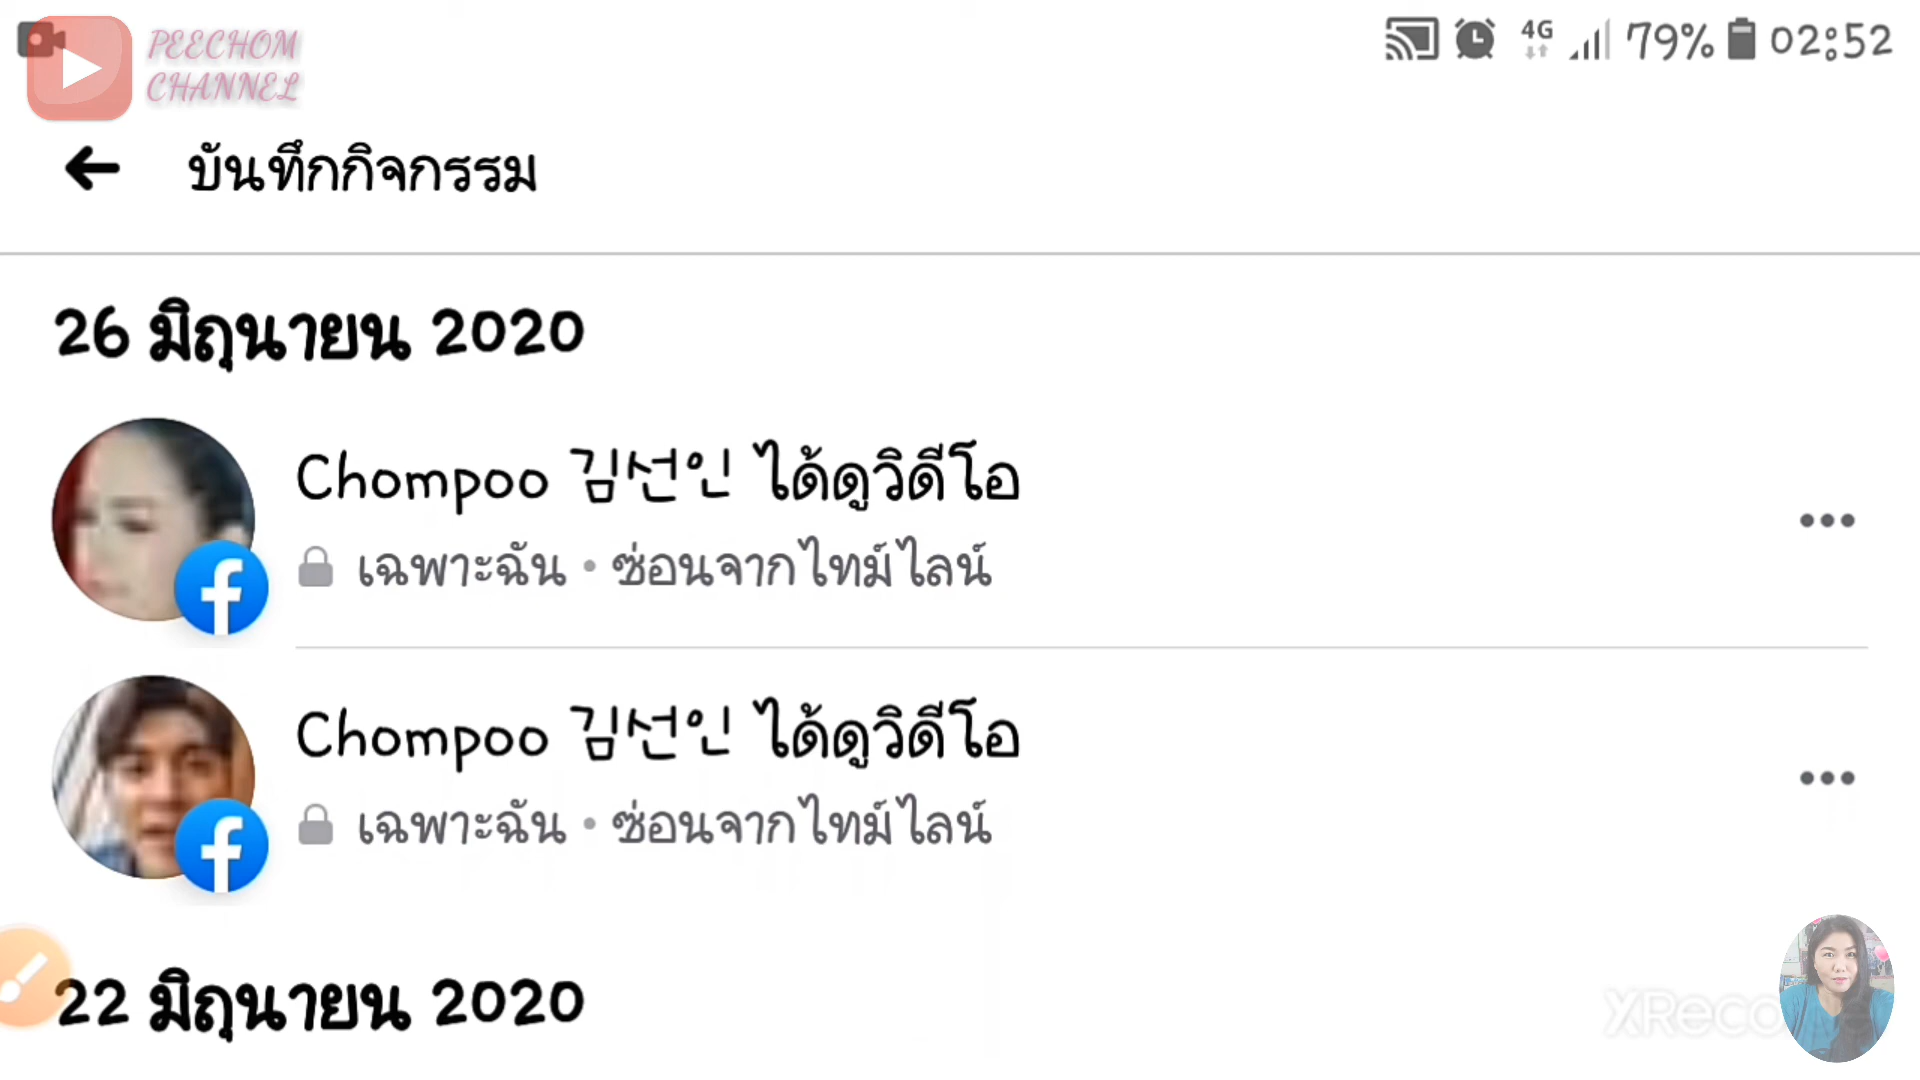 PEECHOM
CHANNEL
4G 79% 02:52
บันทึกกิจกรรม
26 มิถุนายน 2020
Chompoo 김선인 ได้ดูวิดีโอ
เฉพาะฉัน • ซ่อนจากไทม์ไลน์
Chompoo 김선인 ได้ดูวิดีโอ
เฉพาะฉัน • ซ่อนจากไทม์ไลน์
22 มิถุนายน 2020